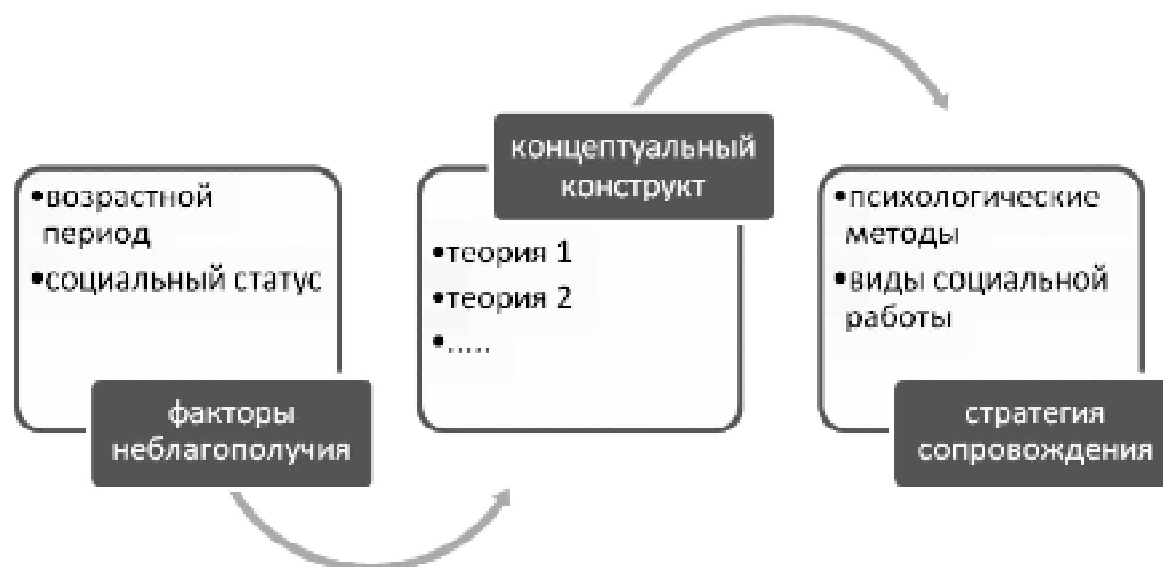 •возрастной
период
•социальный статус
факторы
неблагополучия
концептуальный
конструкт
•теория 1
•теория 2
•.....
•психологические
методы
•виды социальной
работы
стратегия
сопровождения